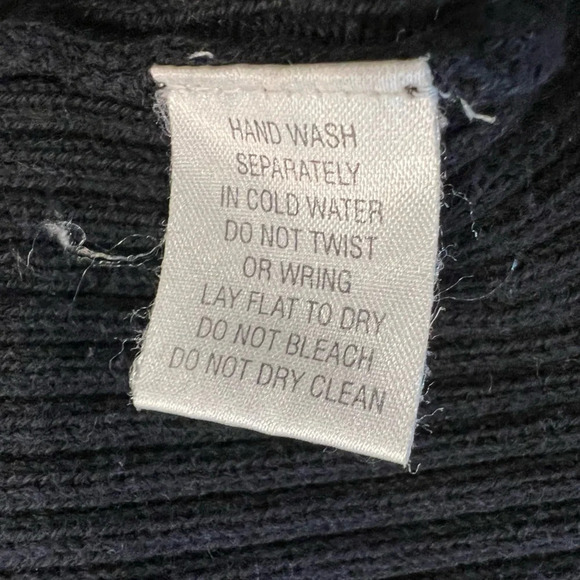 HAND WASH
SEPARATELY
IN COLD WATER
DO NOT TWIST
OR WRING
LAY FLAT TO DRY
DO NOT BLEACH
DO NOT DRY CLEAN